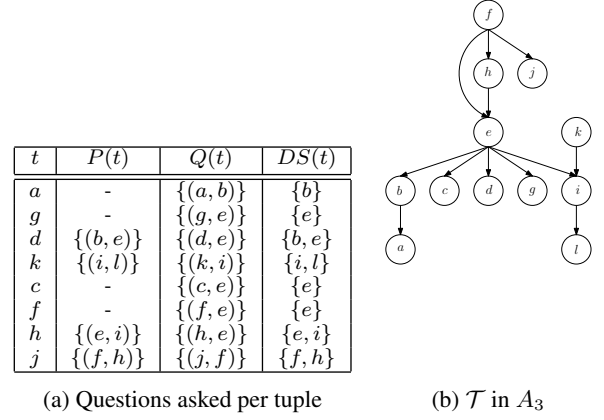 t P(t) Q(t) DS(t)
a - {(a, b)} {b}
g - {(g, e)} {e}
d {(b, e)} {(d, e)} {b, e}
k {(i, l)} {(k, i)} {i, l}
c - {(c, e)} {e}
f - {(f, e)} {e}
h {(e, i)} {(h, e)} {e, i}
j {(f, h)} {(j, f)} {f, h}
(a) Questions asked per tuple
f
h j
e k
b c d g i
a l
(b) 𝒯 in A₃